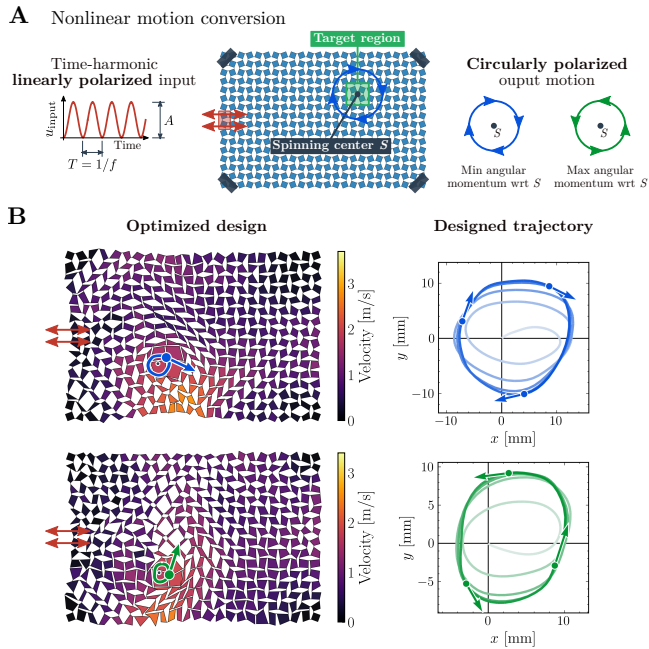 A Nonlinear motion conversion
Time-harmonic
linearly polarized input
u_input
A
Time
T = 1/f
Target region
Spinning center S
Circularly polarized
ouput motion
S
S
Min angular
momentum wrt S
Max angular
momentum wrt S
B
Optimized design
Designed trajectory
3
2
1
0
Velocity [m/s]
10
0
−10
y [mm]
−10
0
10
x [mm]
3
2
1
0
Velocity [m/s]
10
5
0
−5
y [mm]
0
10
x [mm]